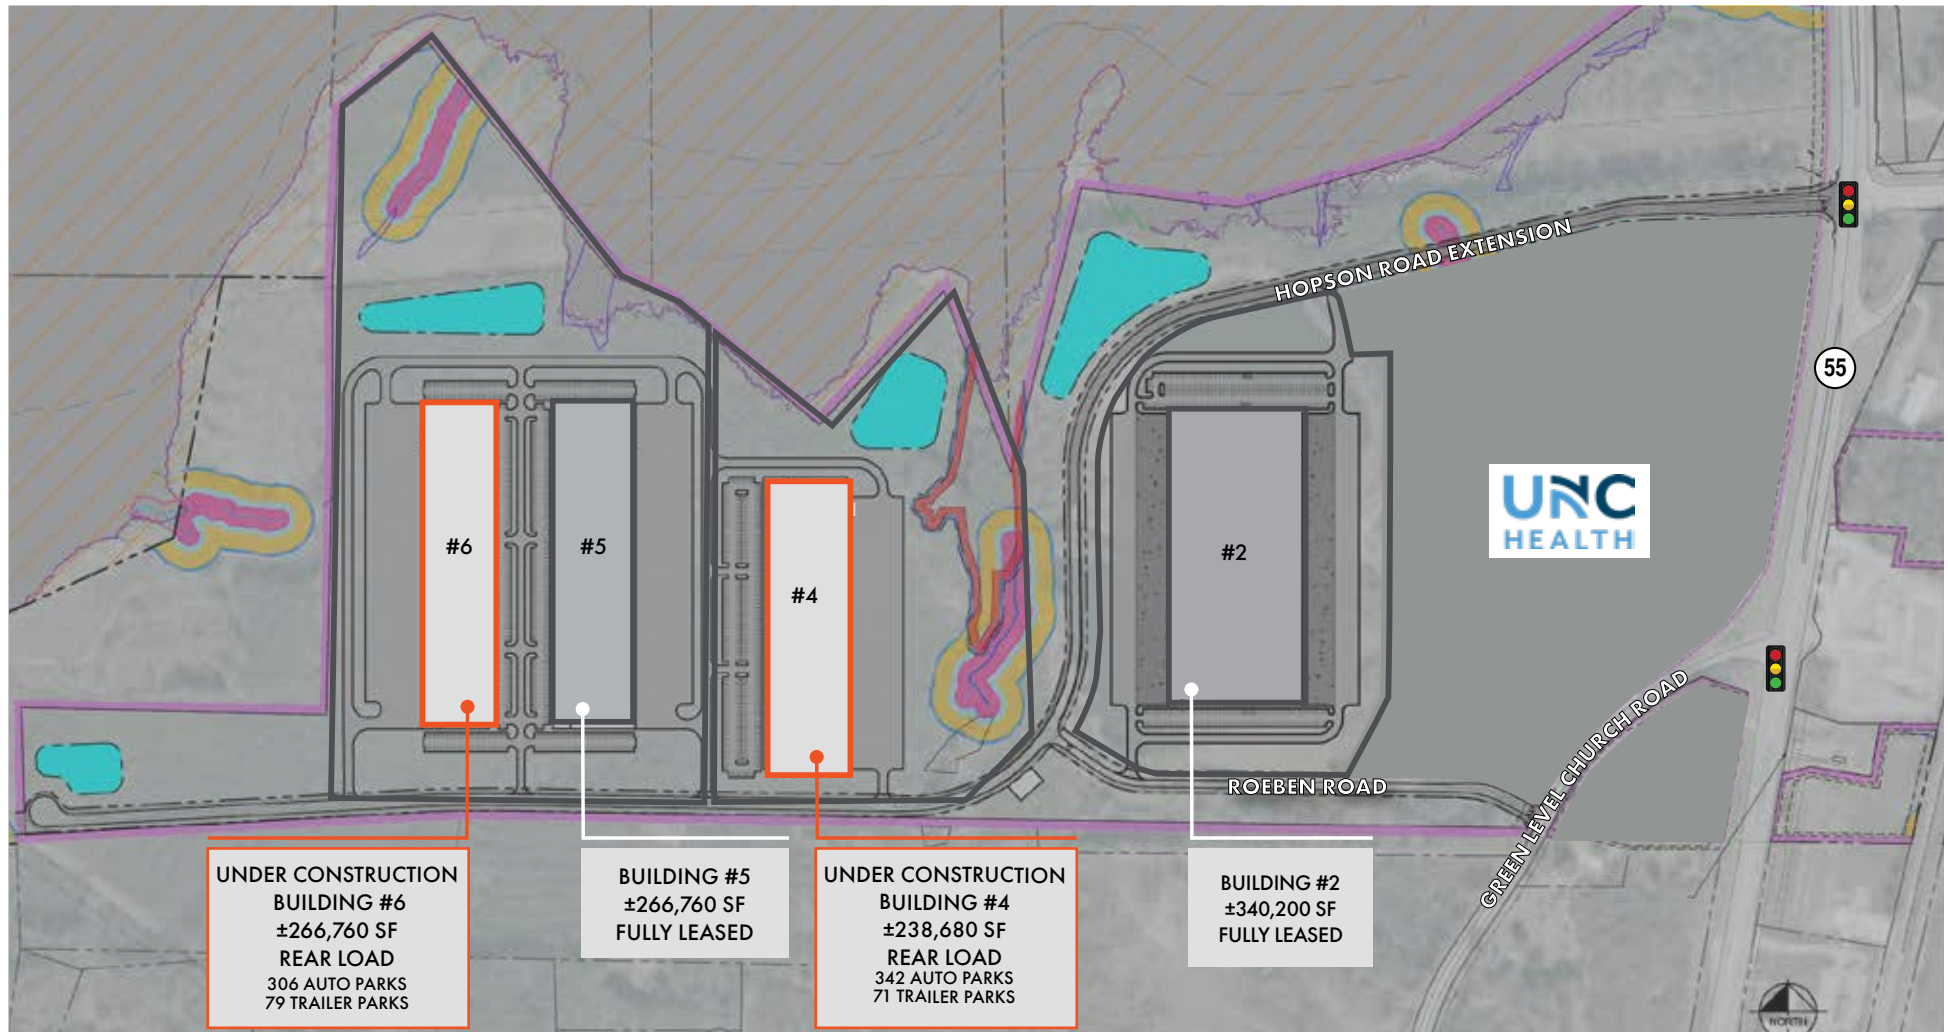 HOPSON ROAD EXTENSION
55
UNC
HEALTH
#6
#5
#4
#2
GREEN LEVEL CHURCH ROAD
ROEBEN ROAD
UNDER CONSTRUCTION
BUILDING #6
±266,760 SF
REAR LOAD
306 AUTO PARKS
79 TRAILER PARKS
BUILDING #5
±266,760 SF
FULLY LEASED
UNDER CONSTRUCTION
BUILDING #4
±238,680 SF
REAR LOAD
342 AUTO PARKS
71 TRAILER PARKS
BUILDING #2
±340,200 SF
FULLY LEASED
NORTH